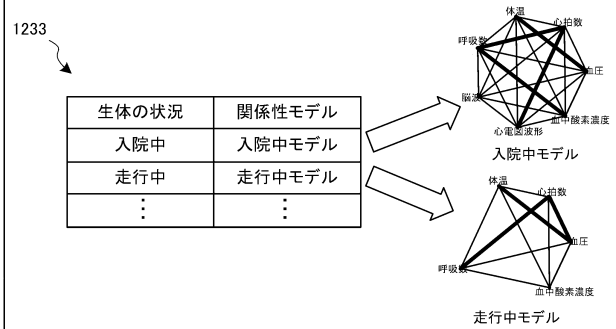 1233
生体の状況 関係性モデル
入院中 入院中モデル
走行中 走行中モデル
⋮ ⋮
体温
心拍数
呼吸数
血圧
脳波
血中酸素濃度
心電図波形
入院中モデル
体温
心拍数
血圧
呼吸数
血中酸素濃度
走行中モデル